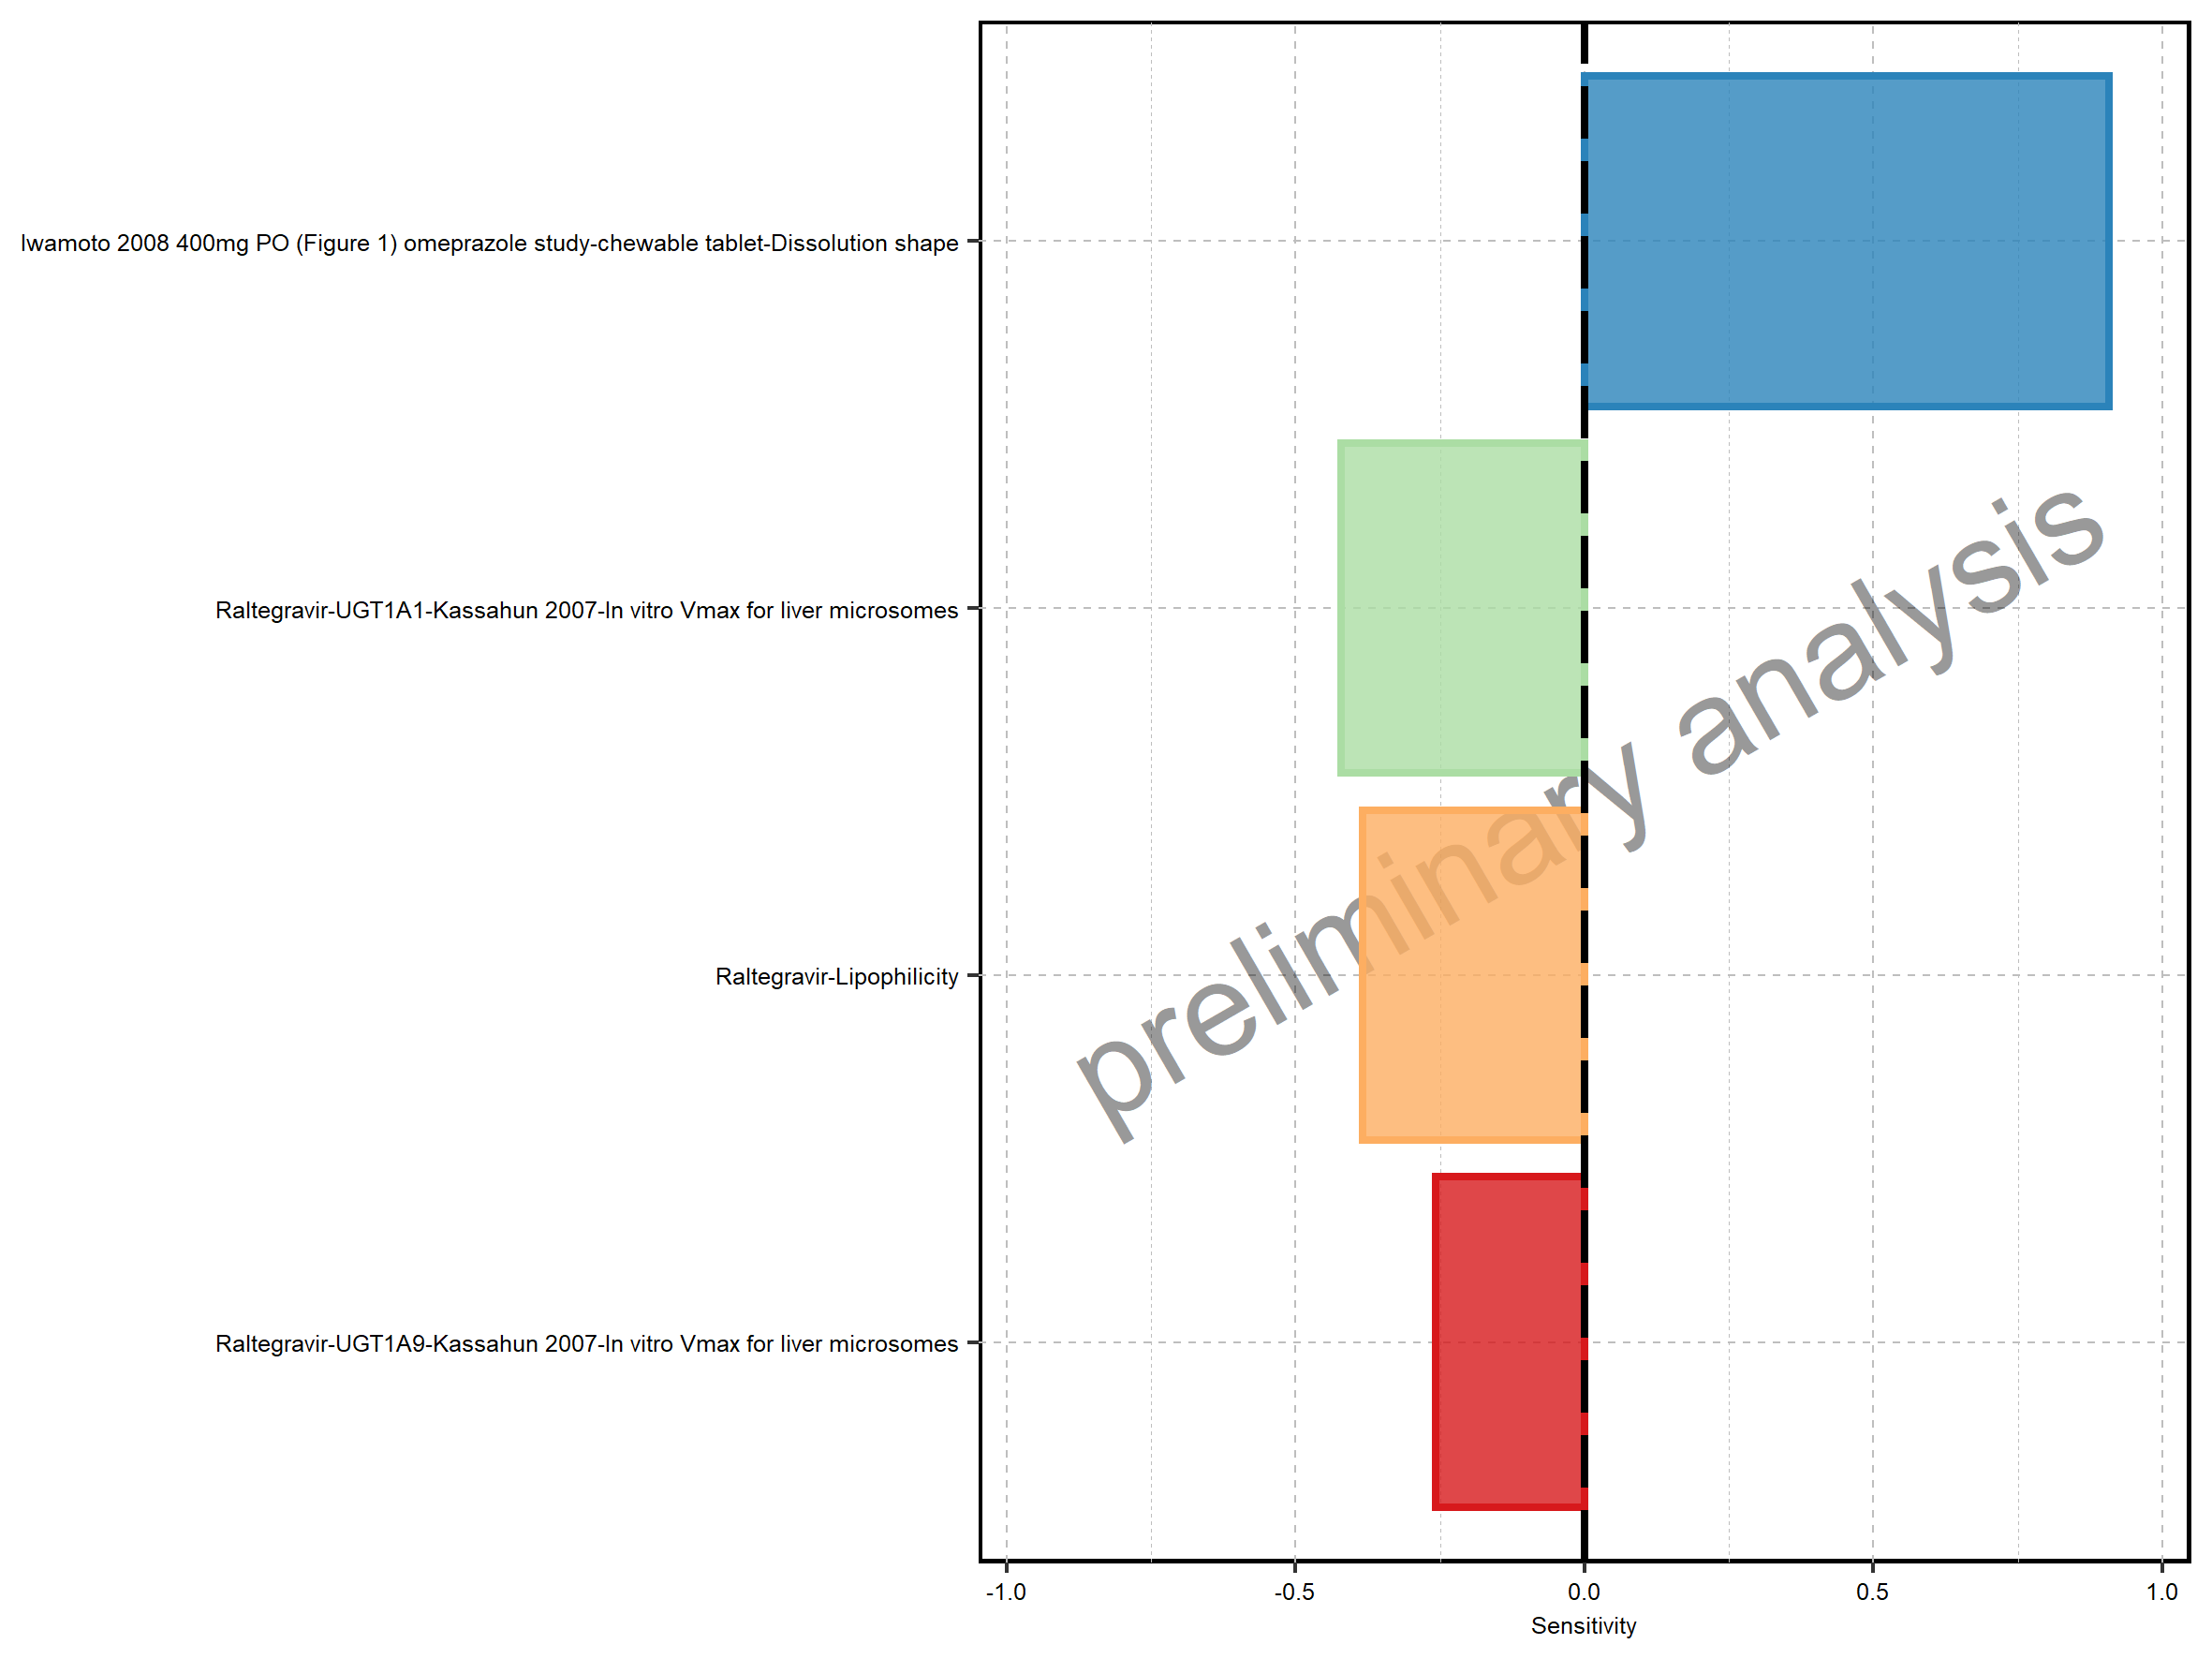 Iwamoto 2008 400mg PO (Figure 1) omeprazole study-chewable tablet-Dissolution shape
Raltegravir-UGT1A1-Kassahun 2007-In vitro Vmax for liver microsomes
Raltegravir-Lipophilicity
Raltegravir-UGT1A9-Kassahun 2007-In vitro Vmax for liver microsomes
preliminary analysis
-1.0 -0.5 0.0 0.5 1.0
Sensitivity